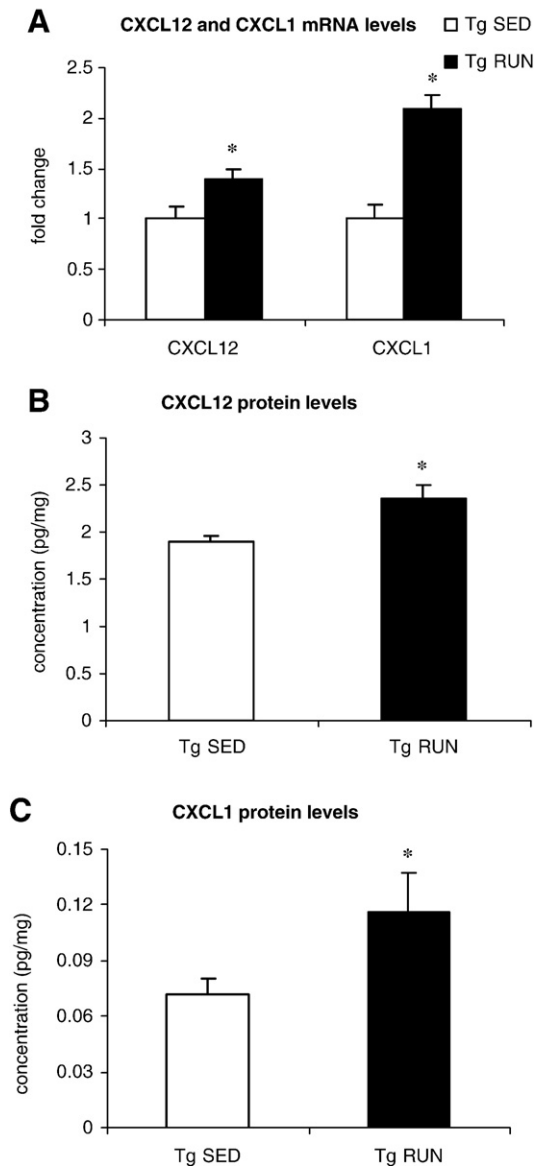 A
CXCL12 and CXCL1 mRNA levels
Tg SED
Tg RUN
fold change
2.5
2
1.5
1
0.5
0
*
*
CXCL12
CXCL1
B
CXCL12 protein levels
concentration (pg/mg)
3
2.5
2
1.5
1
0.5
0
*
Tg SED
Tg RUN
C
CXCL1 protein levels
concentration (pg/mg)
0.15
0.12
0.09
0.06
0.03
0
*
Tg SED
Tg RUN